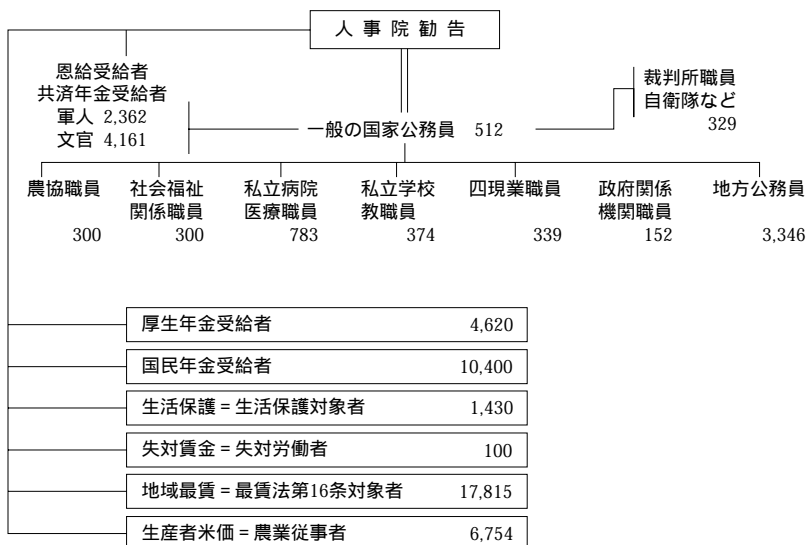 人事院勧告
恩給受給者
共済年金受給者
軍人 2,362
文官 4,161
一般の国家公務員 512
裁判所職員
自衛隊など
329
農協職員
300
社会福祉
関係職員
300
私立病院
医療職員
783
私立学校
教職員
374
四現業職員
339
政府関係
機関職員
152
地方公務員
3,346
厚生年金受給者 4,620
国民年金受給者 10,400
生活保護=生活保護対象者 1,430
失対賃金=失対労働者 100
地域最賃=最賃法第16条対象者 17,815
生産者米価=農業従事者 6,754